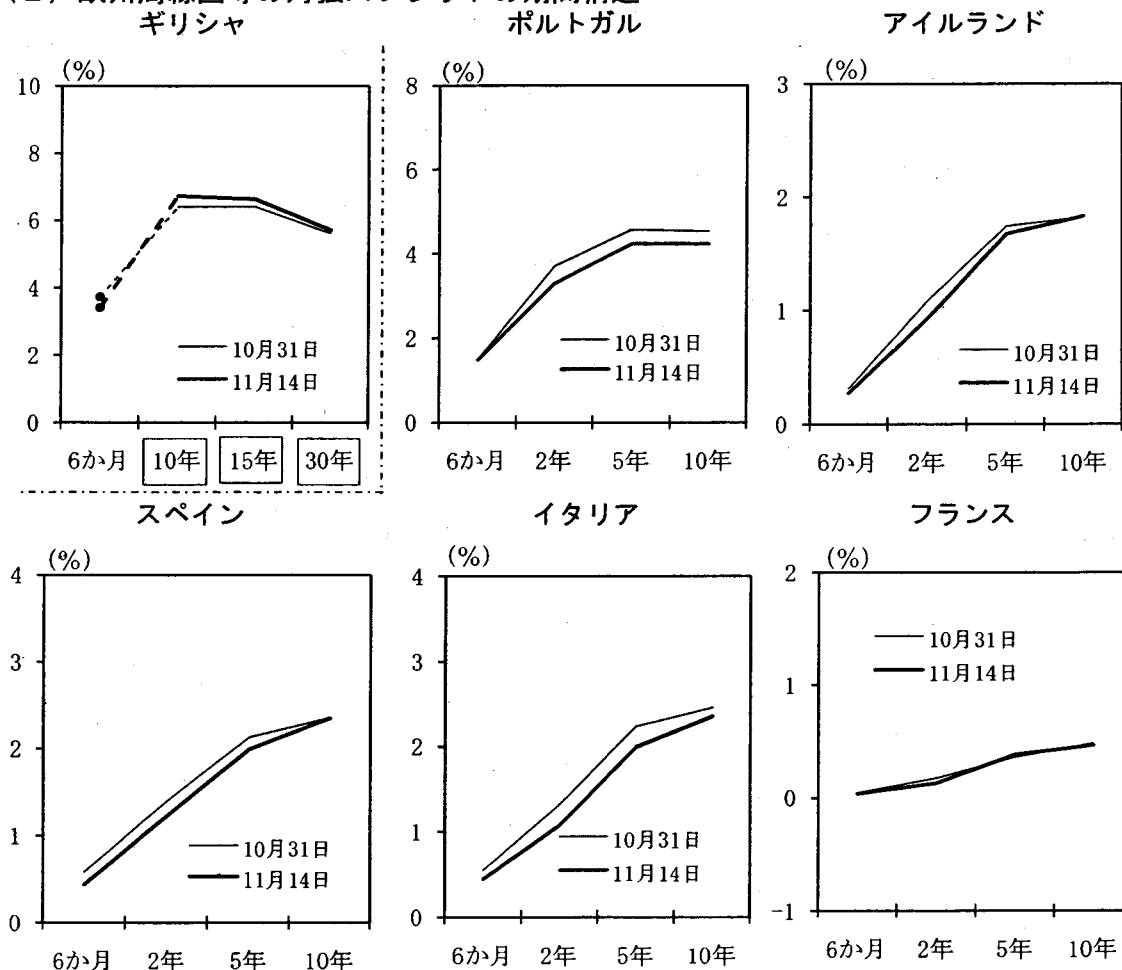 ギリシャ
(%)
10
8
6
4
2
0
10月31日
11月14日
6か月 10年 15年 30年
ポルトガル
(%)
8
6
4
2
0
10月31日
11月14日
6か月 2年 5年 10年
アイルランド
(%)
3
2
1
0
10月31日
11月14日
6か月 2年 5年 10年
スペイン
(%)
4
3
2
1
0
10月31日
11月14日
6か月 2年 5年 10年
イタリア
(%)
4
3
2
1
0
10月31日
11月14日
6か月 2年 5年 10年
フランス
(%)
2
1
0
-1
10月31日
11月14日
6か月 2年 5年 10年